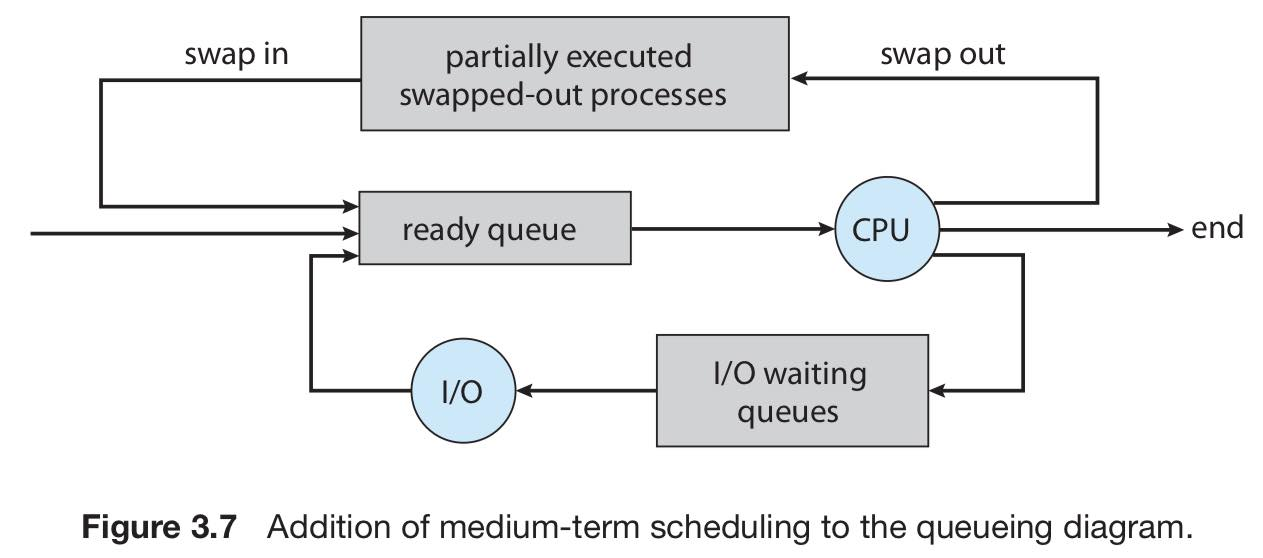 swap in
partially executed
swapped-out processes
swap out
ready queue
CPU
end
I/O
I/O waiting
queues
Figure 3.7 Addition of medium-term scheduling to the queueing diagram.